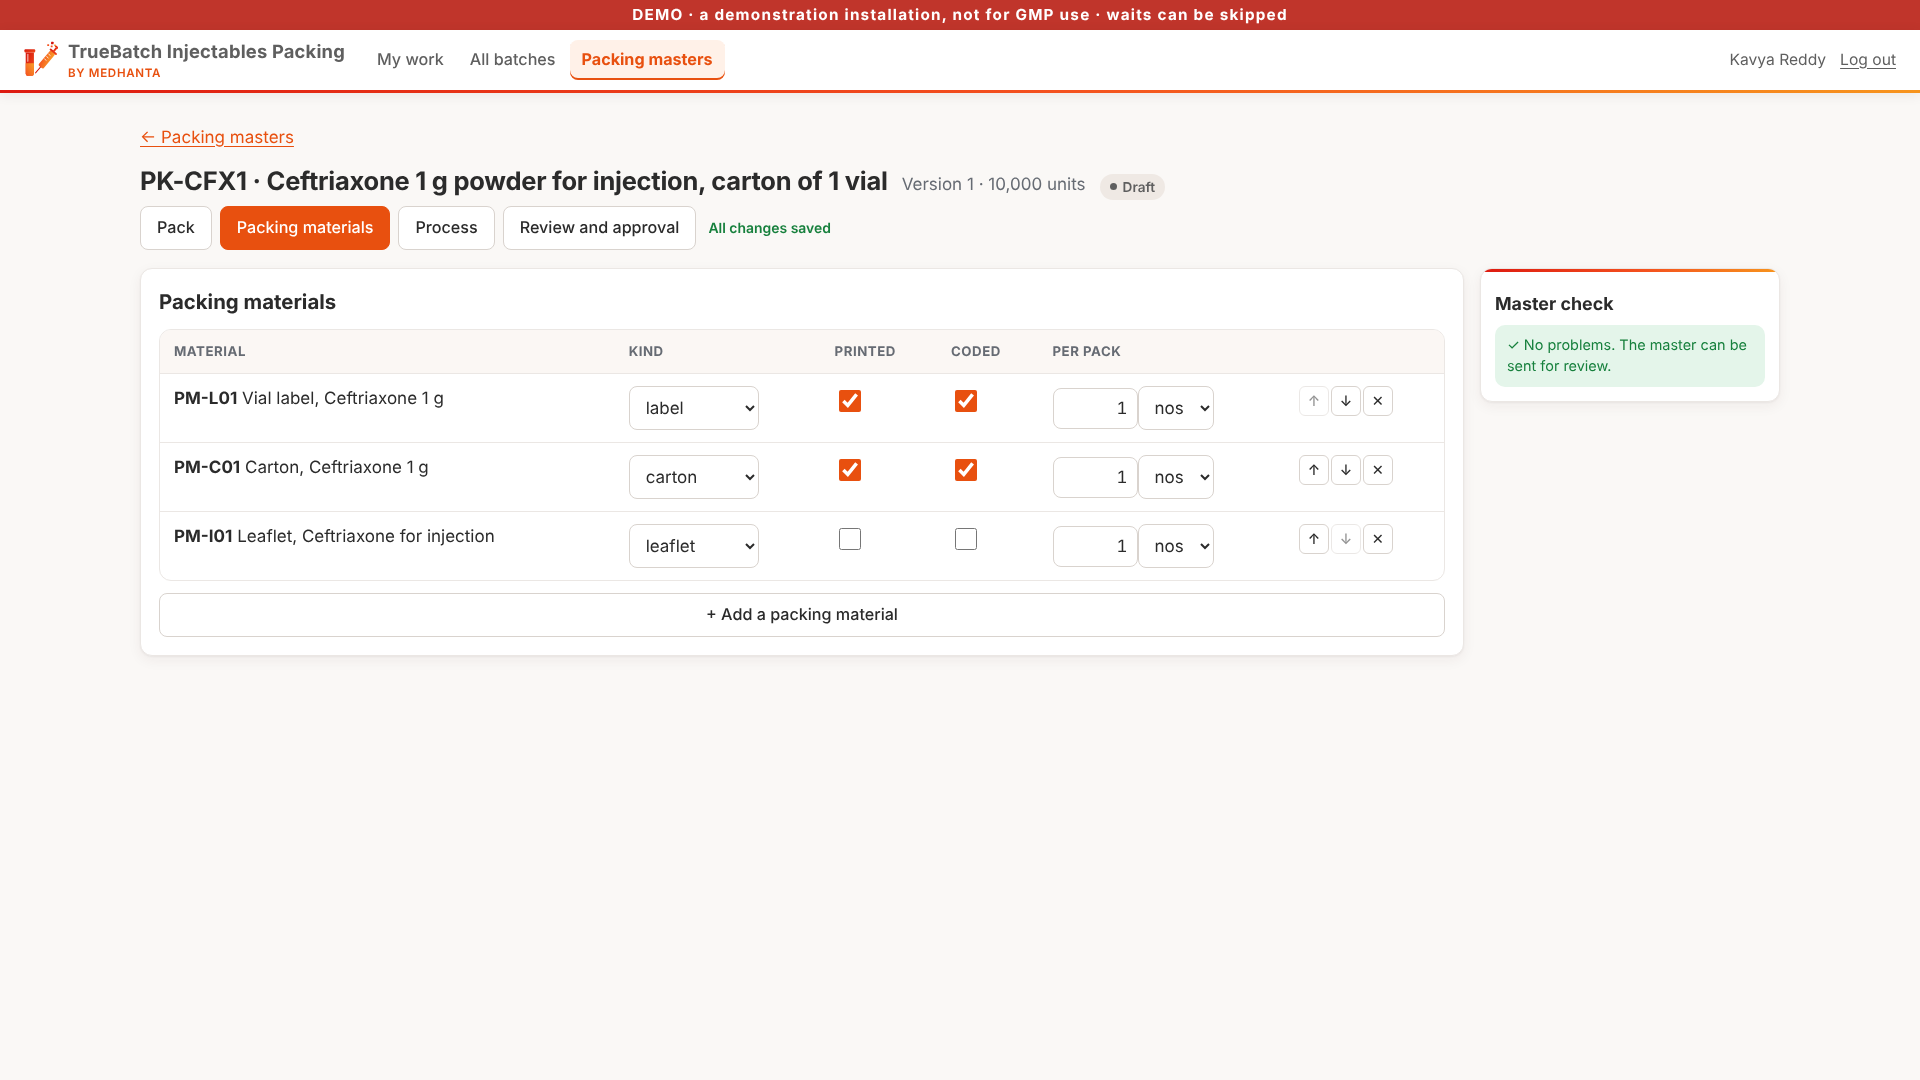 DEMO · a demonstration installation, not for GMP use · waits can be skipped
TrueBatch Injectables Packing
BY MEDHANTA
My work
All batches
Packing masters
Kavya Reddy
Log out
← Packing masters
PK-CFX1 · Ceftriaxone 1 g powder for injection, carton of 1 vial
Version 1 · 10,000 units
Draft
Pack
Packing materials
Process
Review and approval
All changes saved
Packing materials
MATERIAL KIND PRINTED CODED PER PACK
PM-L01 Vial label, Ceftriaxone 1 g label 1 nos ↑ ↓ ×
PM-C01 Carton, Ceftriaxone 1 g carton 1 nos ↑ ↓ ×
PM-I01 Leaflet, Ceftriaxone for injection leaflet 1 nos ↑ ↓ ×
+ Add a packing material
Master check
✓ No problems. The master can be
sent for review.